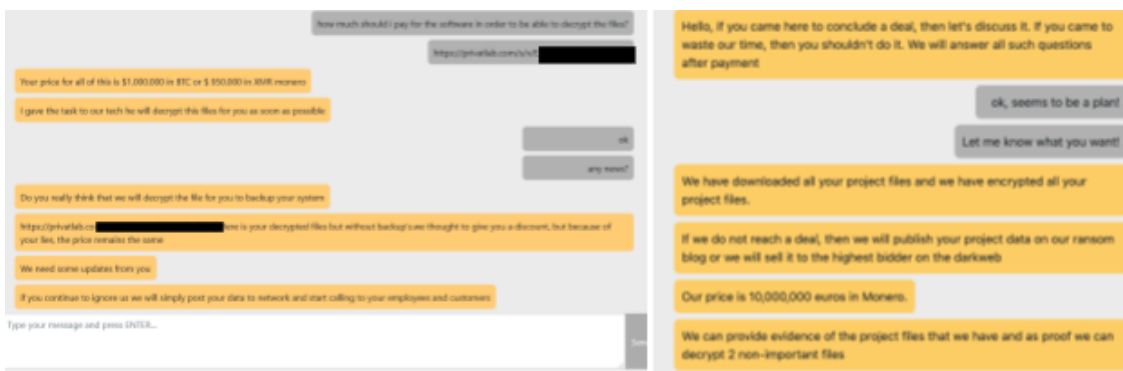 how much should i pay for the software in order to be able to decrypt the files?
https://privatlab.com/s/v/
Your price for all of this is $1.000.000 in BTC or $ 950.000 in XMR monero
I gave the task to our tech he will decrypt this files for you as soon as possible
ok
any news?
Do you really think that we will decrypt the file for you to backup your system
https://privatlab.co here is your decrypted files but without backup's.we thought to give you a discount, but because of
your lies, the price remains the same
We need some updates from you
if you continue to ignore us we will simply post your data to network and start calling to your employees and customers
Type your message and press ENTER...
Hello, if you came here to conclude a deal, then let's discuss it. If you came to
waste our time, then you shouldn't do it. We will answer all such questions
after payment
ok, seems to be a plan!
Let me know what you want!
We have downloaded all your project files and we have encrypted all your
project files.
If we do not reach a deal, then we will publish your project data on our ransom
blog or we will sell it to the highest bidder on the darkweb
Our price is 10,000,000 euros in Monero.
We can provide evidence of the project files that we have and as proof we can
decrypt 2 non-important files